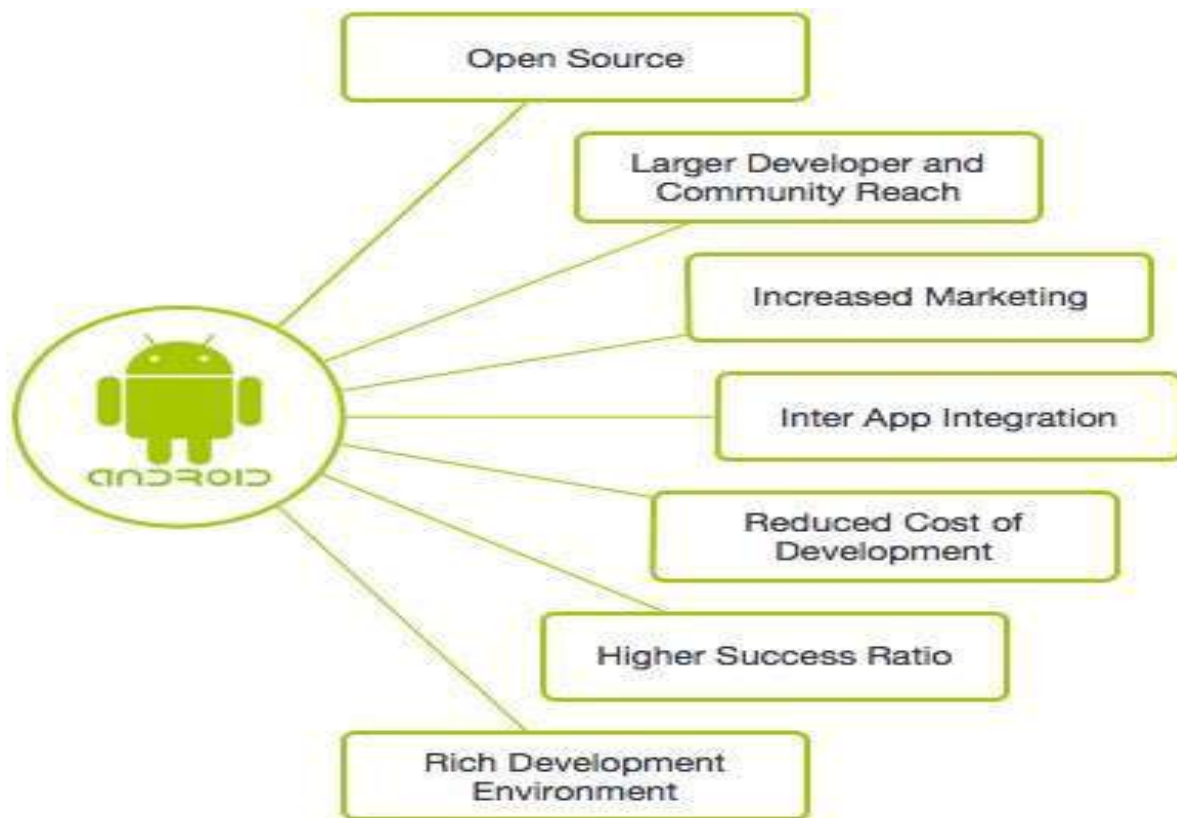 Open Source
Larger Developer and
Community Reach
Increased Marketing
ANDROID
Inter App Integration
Reduced Cost of
Development
Higher Success Ratio
Rich Development
Environment